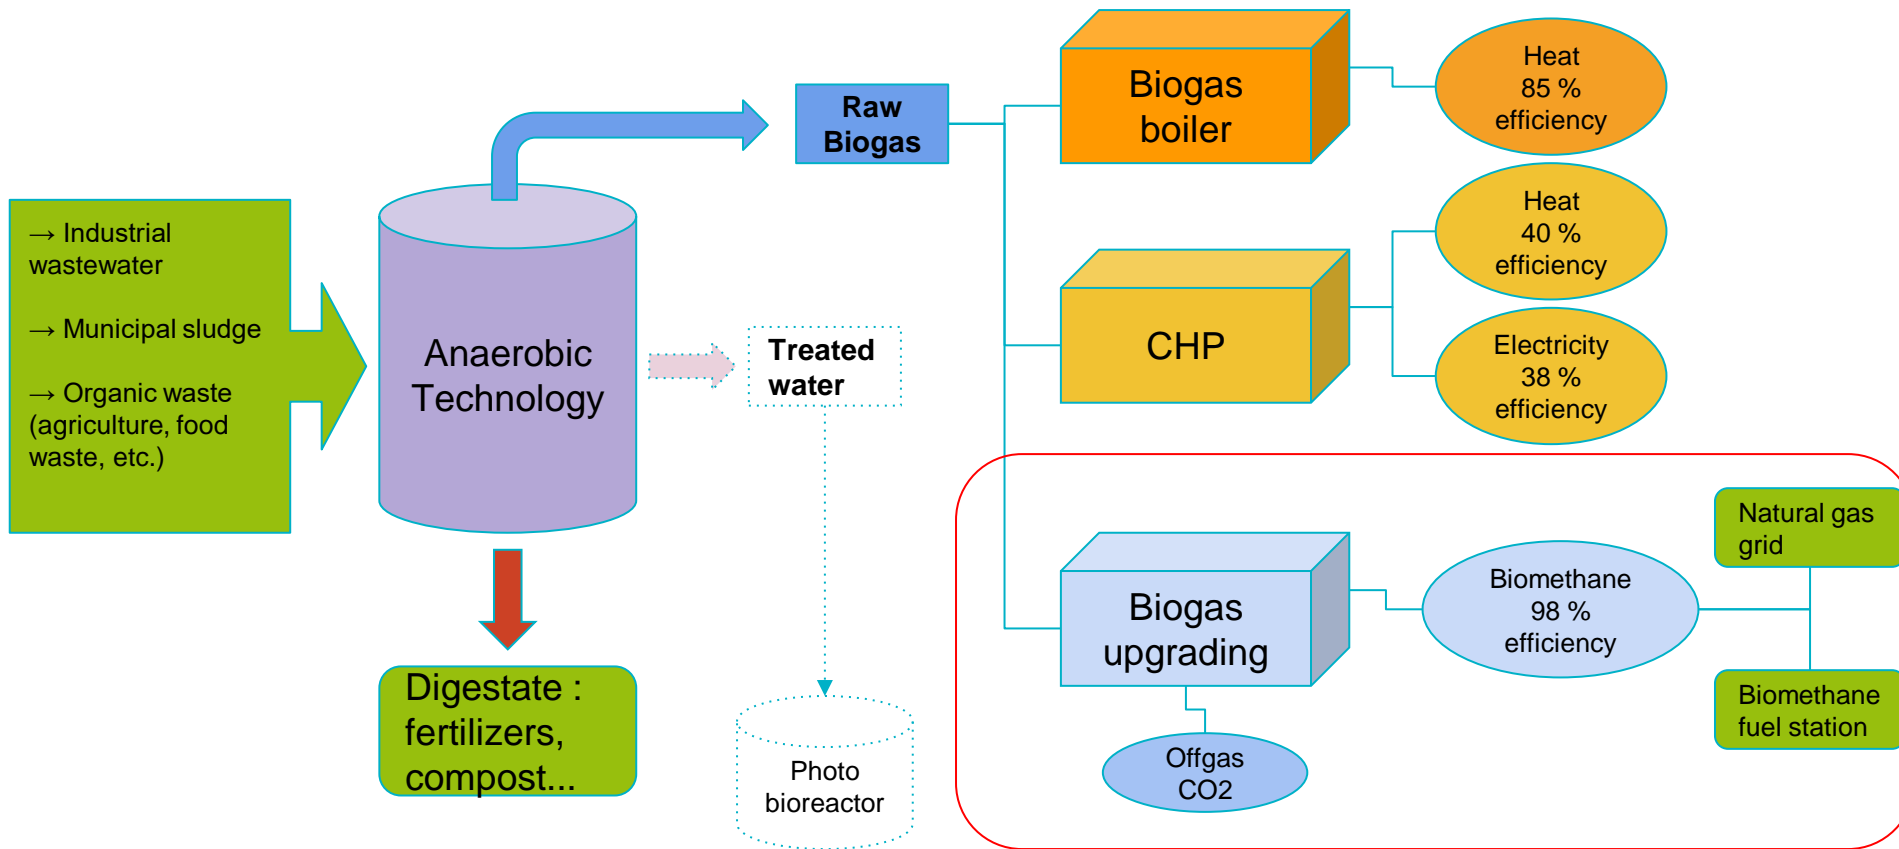 → Industrial
wastewater
→ Municipal sludge
→ Organic waste
(agriculture, food
waste, etc.)
Anaerobic
Technology
Digestate :
fertilizers,
compost...
Treated
water
Photo
bioreactor
Raw
Biogas
Biogas
boiler
Heat
85 %
efficiency
CHP
Heat
40 %
efficiency
Electricity
38 %
efficiency
Biogas
upgrading
Offgas
CO2
Biomethane
98 %
efficiency
Natural gas
grid
Biomethane
fuel station